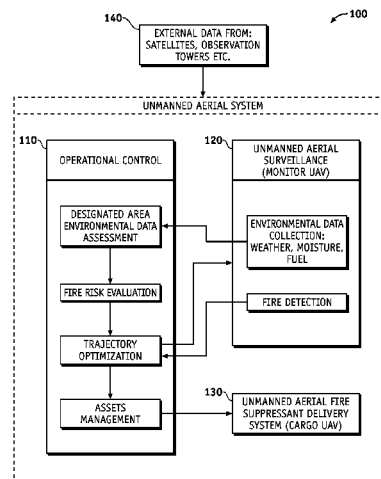 100
140
EXTERNAL DATA FROM:
SATELLITES, OBSERVATION
TOWERS ETC.
UNMANNED AERIAL SYSTEM
110
OPERATIONAL CONTROL
DESIGNATED AREA
ENVIRONMENTAL DATA
ASSESSMENT
FIRE RISK EVALUATION
TRAJECTORY
OPTIMIZATION
ASSETS
MANAGEMENT
120
UNMANNED AERIAL
SURVEILLANCE
(MONITOR UAV)
ENVIRONMENTAL DATA
COLLECTION:
WEATHER, MOISTURE,
FUEL
FIRE DETECTION
130
UNMANNED AERIAL FIRE
SUPPRESSANT DELIVERY
SYSTEM (CARGO UAV)